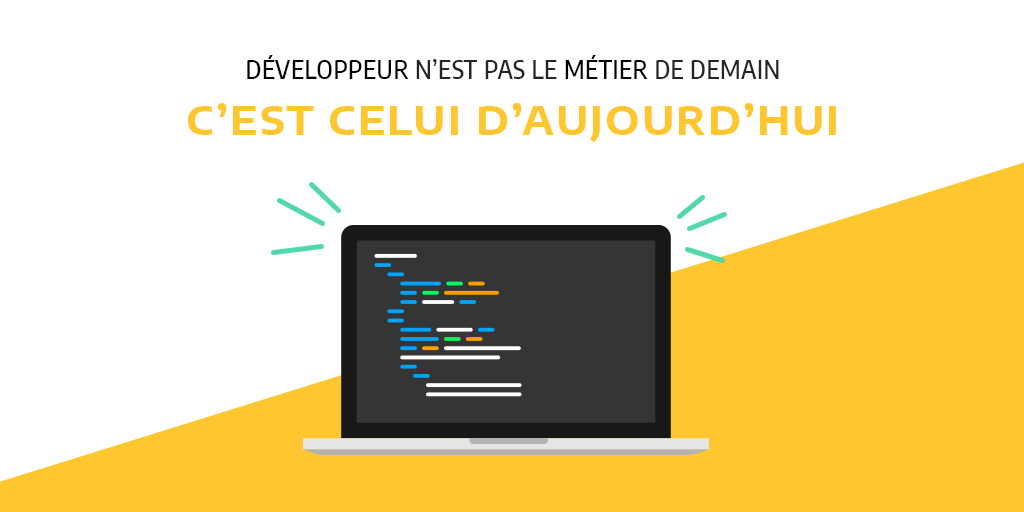 DÉVELOPPEUR N’EST PAS LE MÉTIER DE DEMAIN
C’EST CELUI D’AUJOURD’HUI